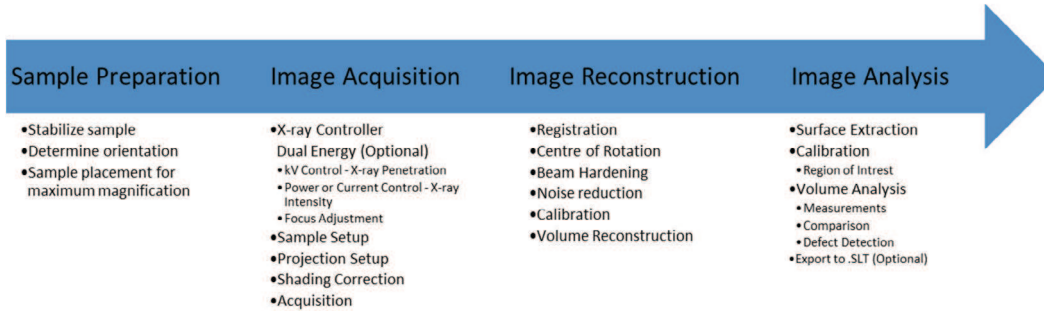 Sample Preparation
•Stabilize sample
•Determine orientation
•Sample placement for
maximum magnification
Image Acquisition
•X-ray Controller
Dual Energy (Optional)
•kV Control - X-ray Penetration
•Power or Current Control - X-ray
Intensity
•Focus Adjustment
•Sample Setup
•Projection Setup
•Shading Correction
•Acquisition
Image Reconstruction
•Registration
•Centre of Rotation
•Beam Hardening
•Noise reduction
•Calibration
•Volume Reconstruction
Image Analysis
•Surface Extraction
•Calibration
•Region of Intrest
•Volume Analysis
•Measurements
•Comparison
•Defect Detection
•Export to .SLT (Optional)